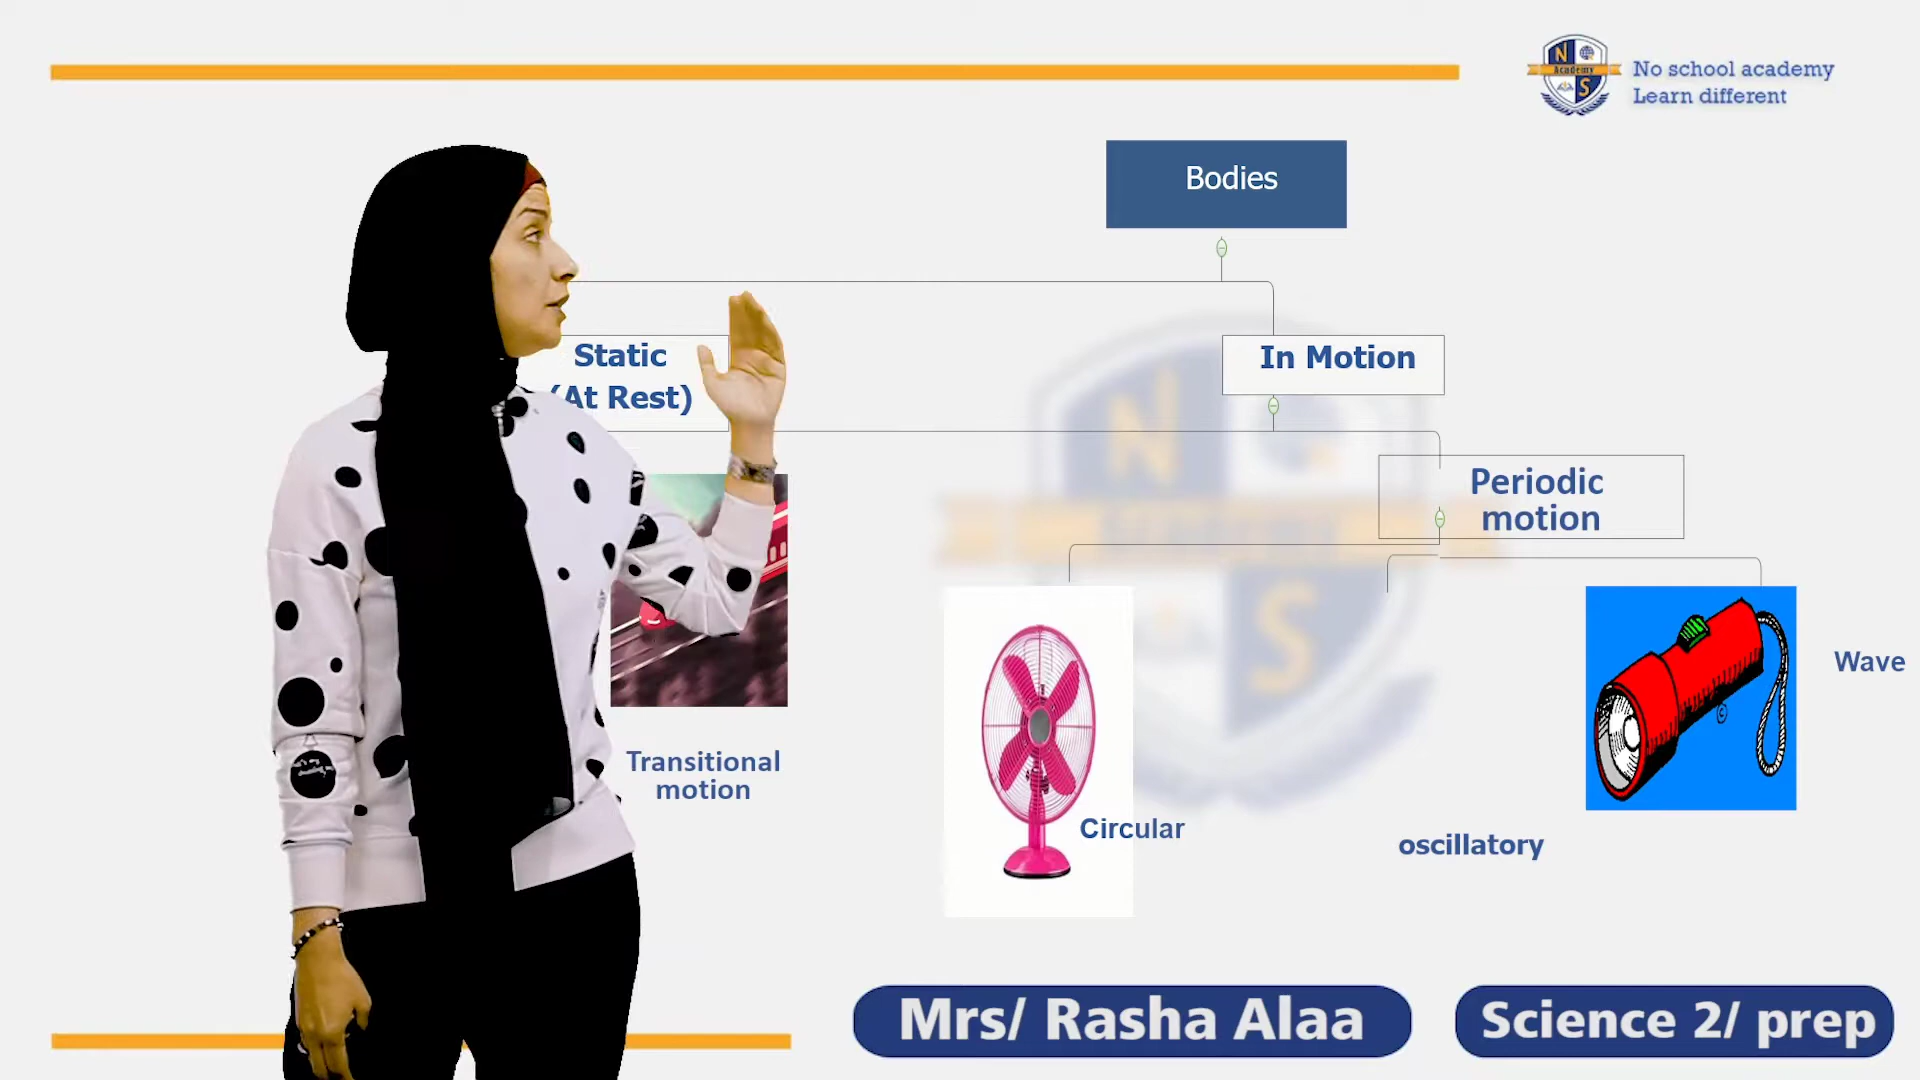 N
Academy
S
No school academy
Learn different
Bodies
Static
(At Rest)
In Motion
Periodic
motion
Wave
Transitional
motion
Circular
oscillatory
Mrs/ Rasha Alaa
Science 2/ prep